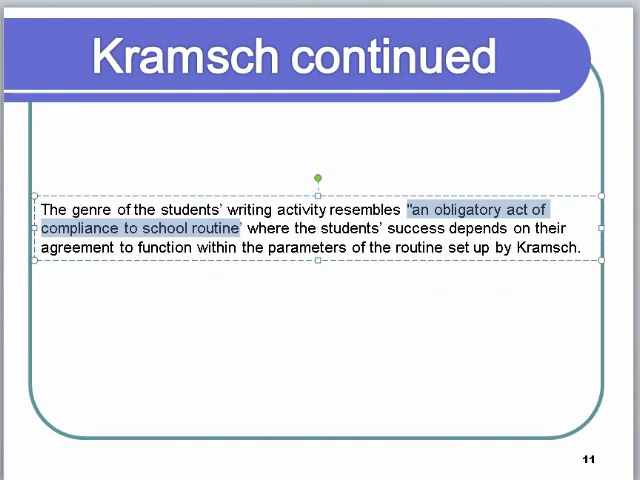 Kramsch continued
The genre of the students' writing activity resembles "an obligatory act of
compliance to school routine' where the students' success depends on their
agreement to function within the parameters of the routine set up by Kramsch.
11